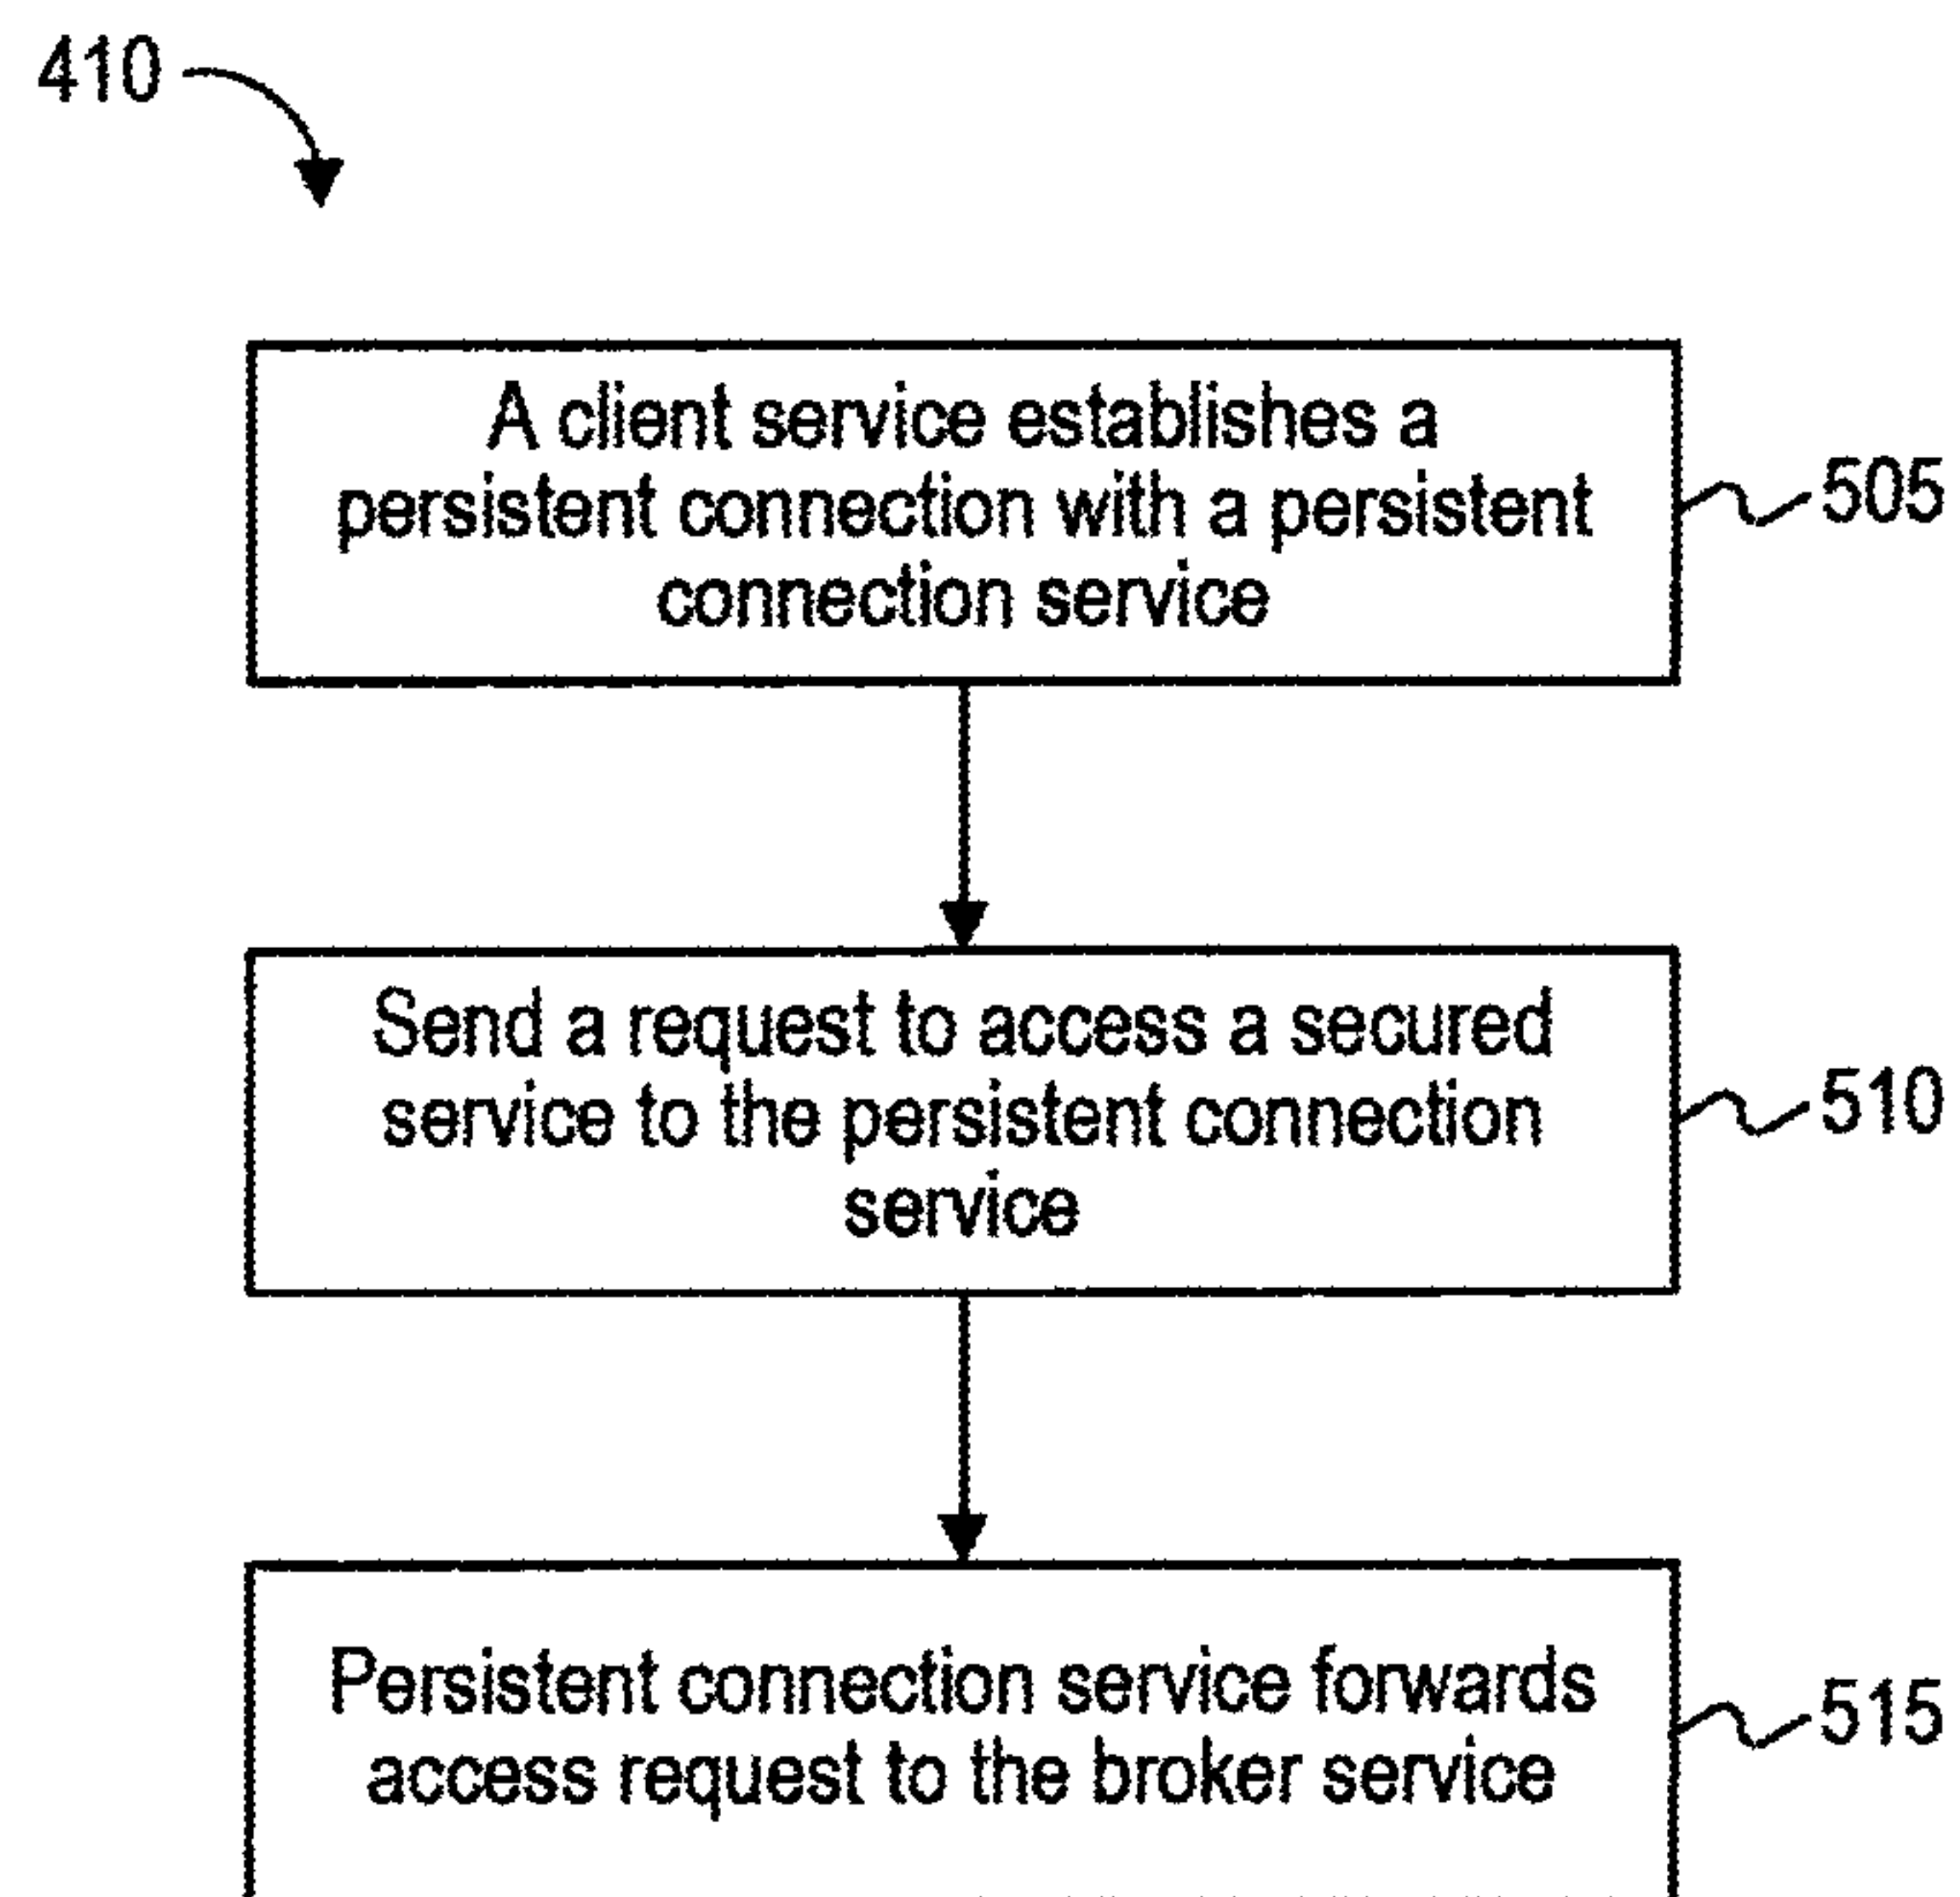 410
A client service establishes a
persistent connection with a persistent
connection service
505
Send a request to access a secured
service to the persistent connection
service
510
Persistent connection service forwards
access request to the broker service
515